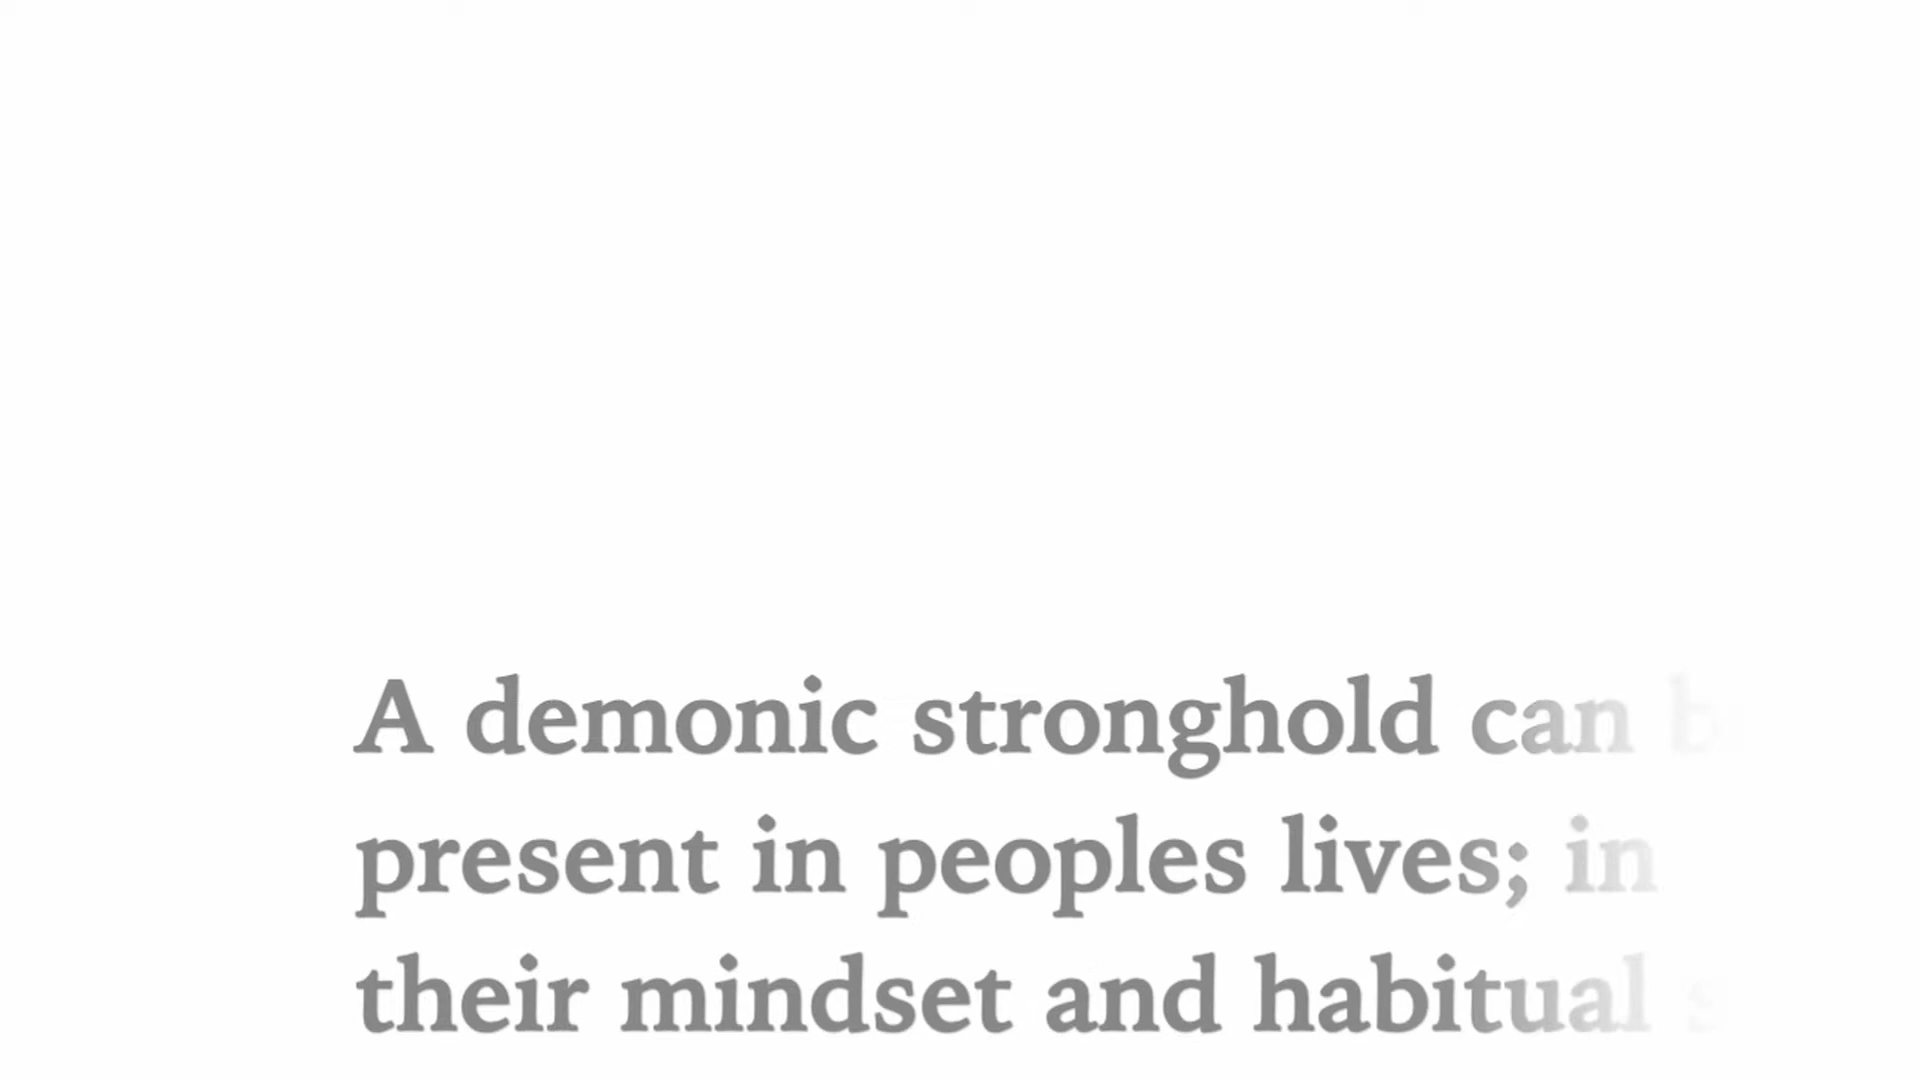 A demonic stronghold can
present in peoples lives; in
their mindset and habitual